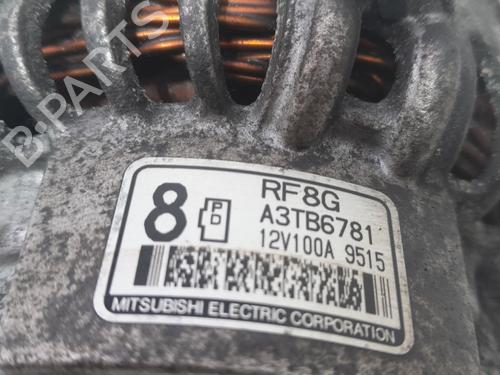 B-PARTS
8
P
D
RF8G
A3TB6781
12V100A 9515
MITSUBISHI ELECTRIC CORPORATION